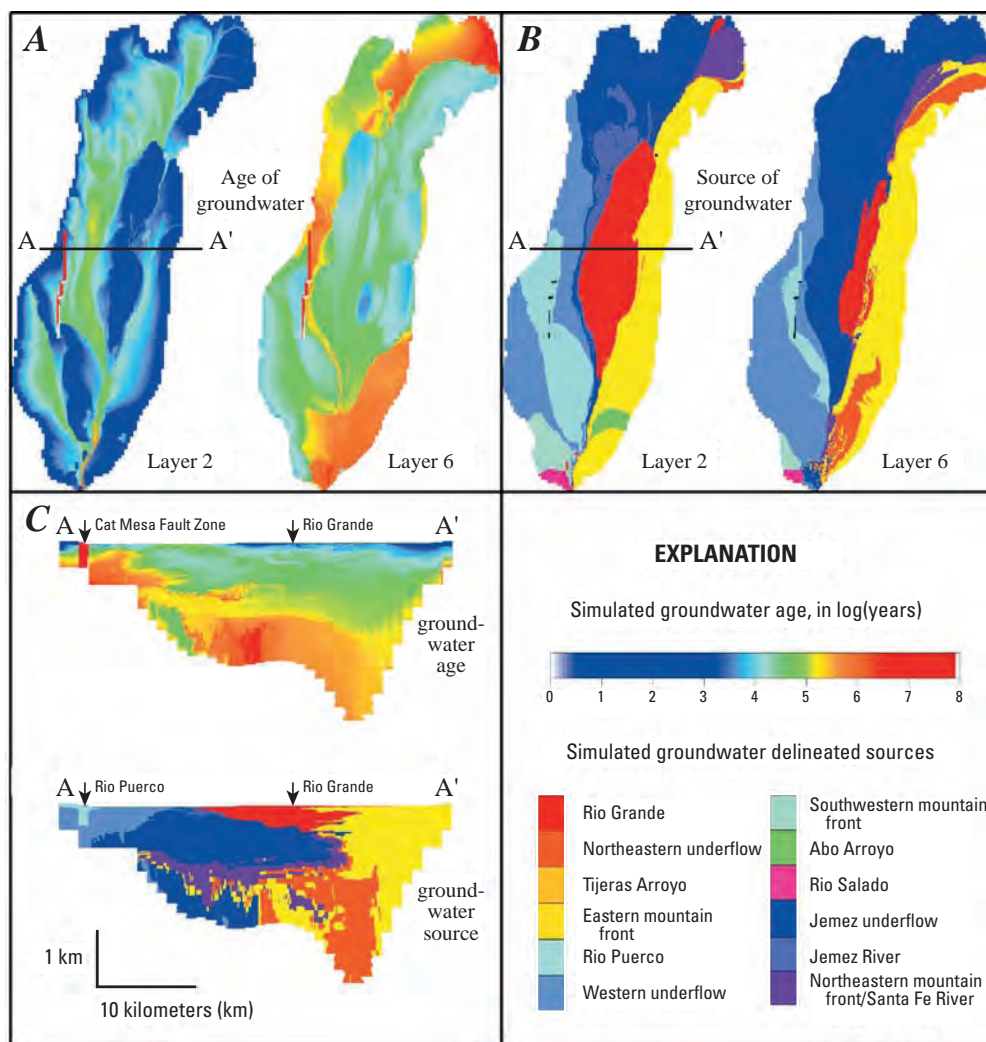 A
Age of
groundwater
A
A'
Layer 2
Layer 6
B
Source of
groundwater
A
A'
Layer 2
Layer 6
C
A
Cat Mesa Fault Zone
Rio Grande
A'
ground-
water
age
A
Rio Puerco
Rio Grande
A'
ground-
water
source
1 km
10 kilometers (km)
EXPLANATION
Simulated groundwater age, in log(years)
0 1 2 3 4 5 6 7 8
Simulated groundwater delineated sources
Rio Grande
Northeastern underflow
Tijeras Arroyo
Eastern mountain
front
Rio Puerco
Western underflow
Southwestern mountain
front
Abo Arroyo
Rio Salado
Jemez underflow
Jemez River
Northeastern mountain
front/Santa Fe River